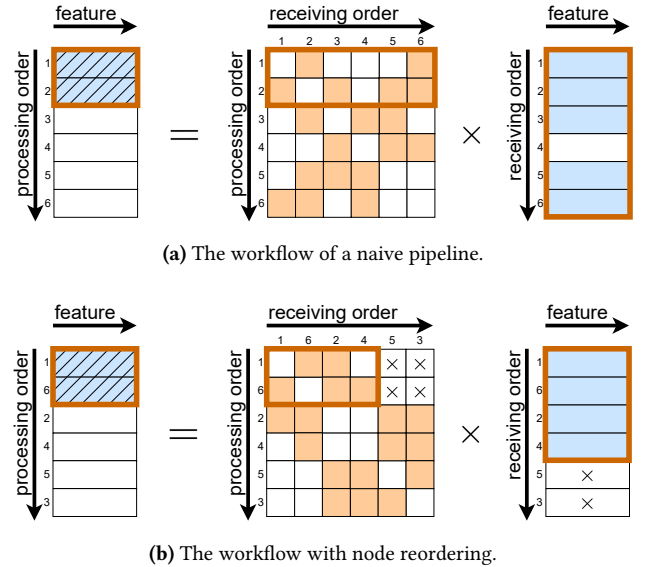 feature
receiving order
feature
1 2 3 4 5 6
processing order
1
2
3
4
5
6
=
1
2
3
4
5
6
×
receiving order
1
2
3
4
5
6
(a) The workflow of a naive pipeline.
feature
receiving order
feature
1 6 2 4 5 3
processing order
1
6
2
4
5
3
=
processing order
1
6
2
4
5
3
× ×
× ×
×
receiving order
1
6
2
4
5
3
×
×
(b) The workflow with node reordering.